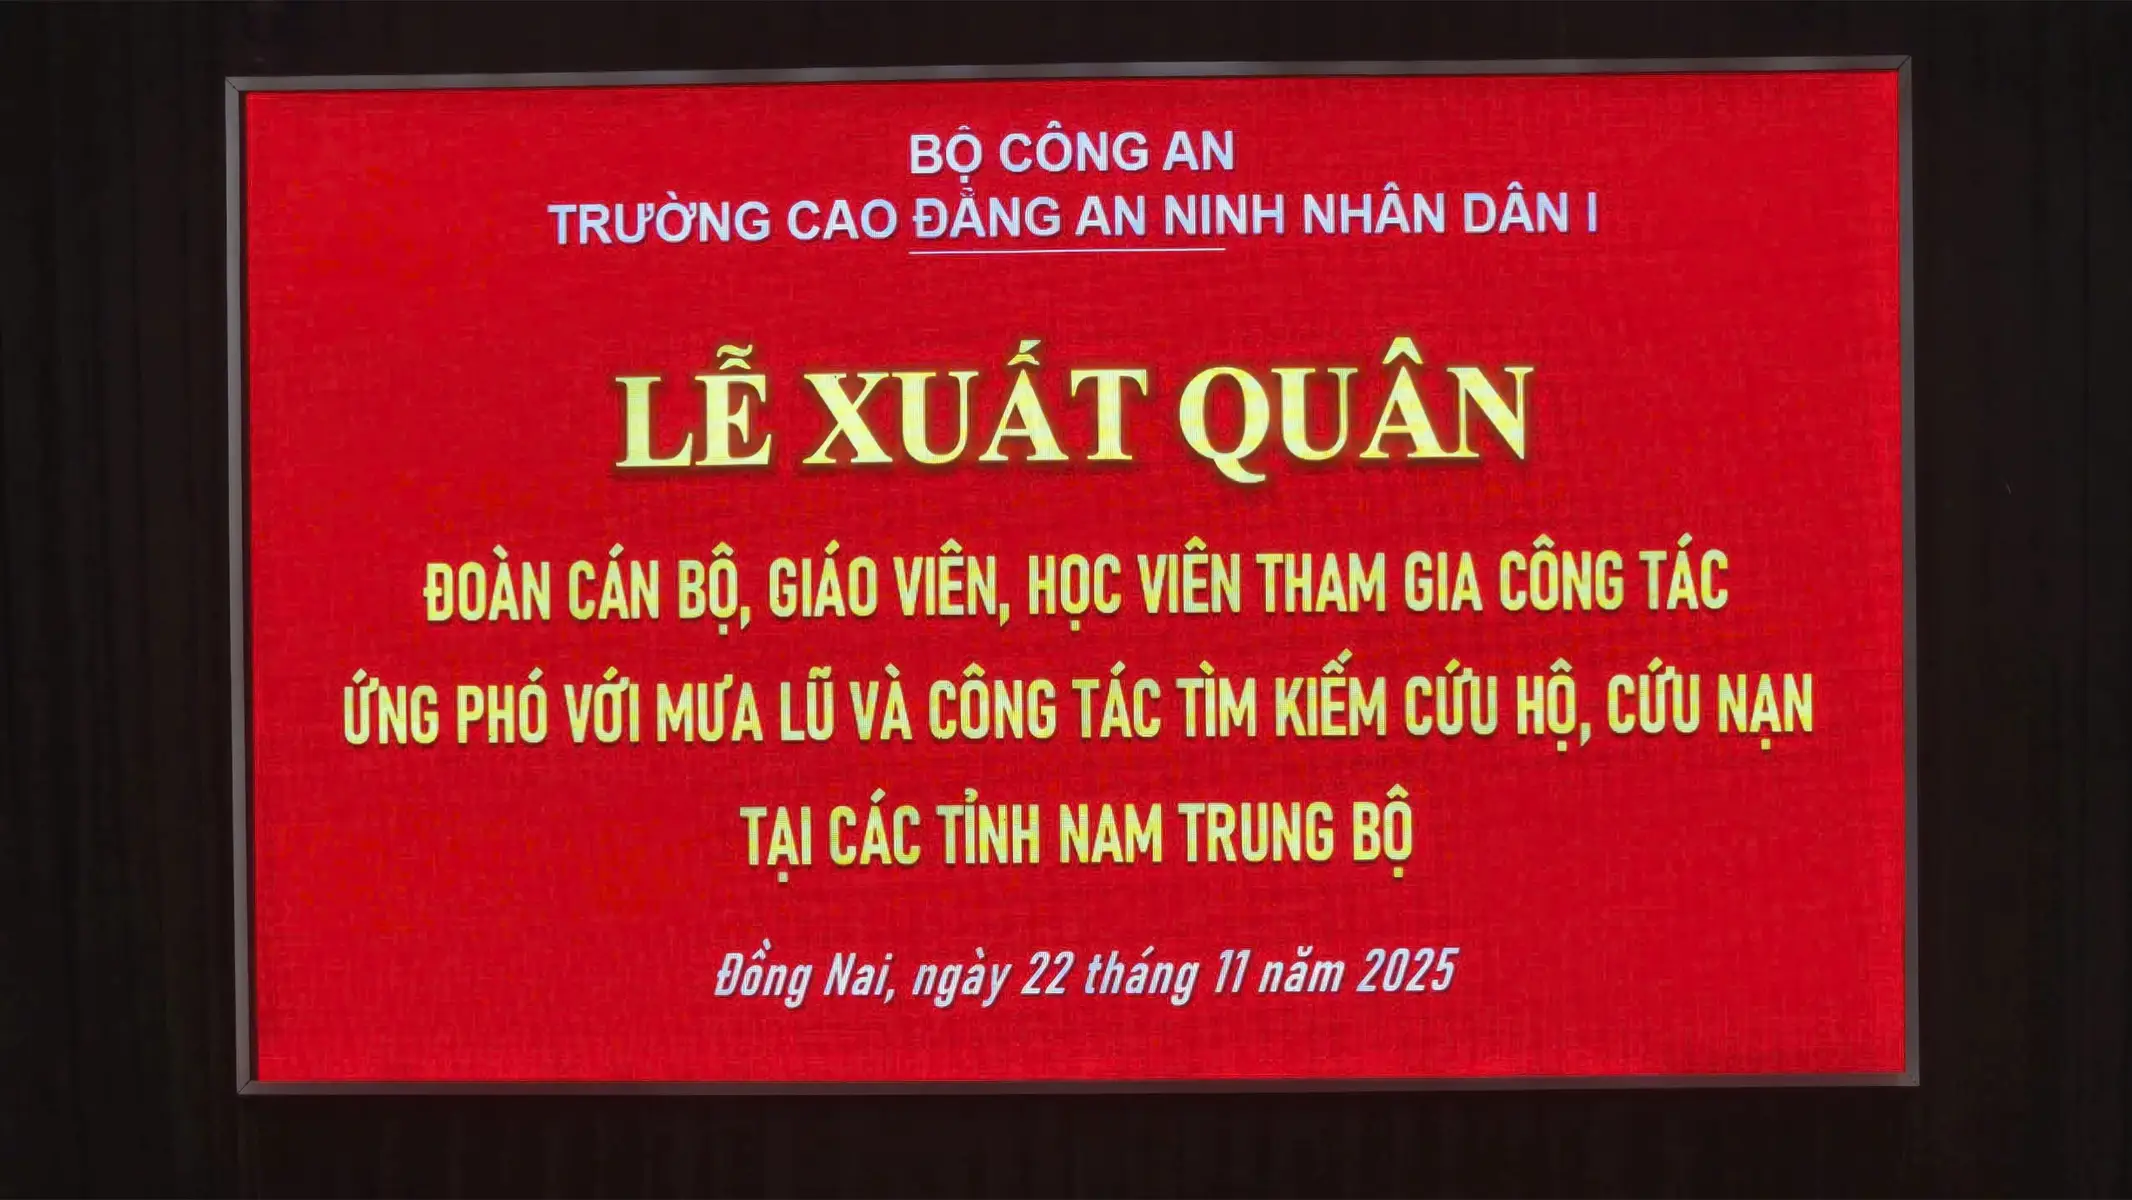 BỘ CÔNG AN
TRƯỜNG CAO ĐẲNG AN NINH NHÂN DÂN I
LỄ XUẤT QUÂN
ĐOÀN CÁN BỘ, GIÁO VIÊN, HỌC VIÊN THAM GIA CÔNG TÁC
ỨNG PHÓ VỚI MƯA LŨ VÀ CÔNG TÁC TÌM KIẾM CỨU HỘ, CỨU NẠN
TẠI CÁC TỈNH NAM TRUNG BỘ
Đồng Nai, ngày 22 tháng 11 năm 2025